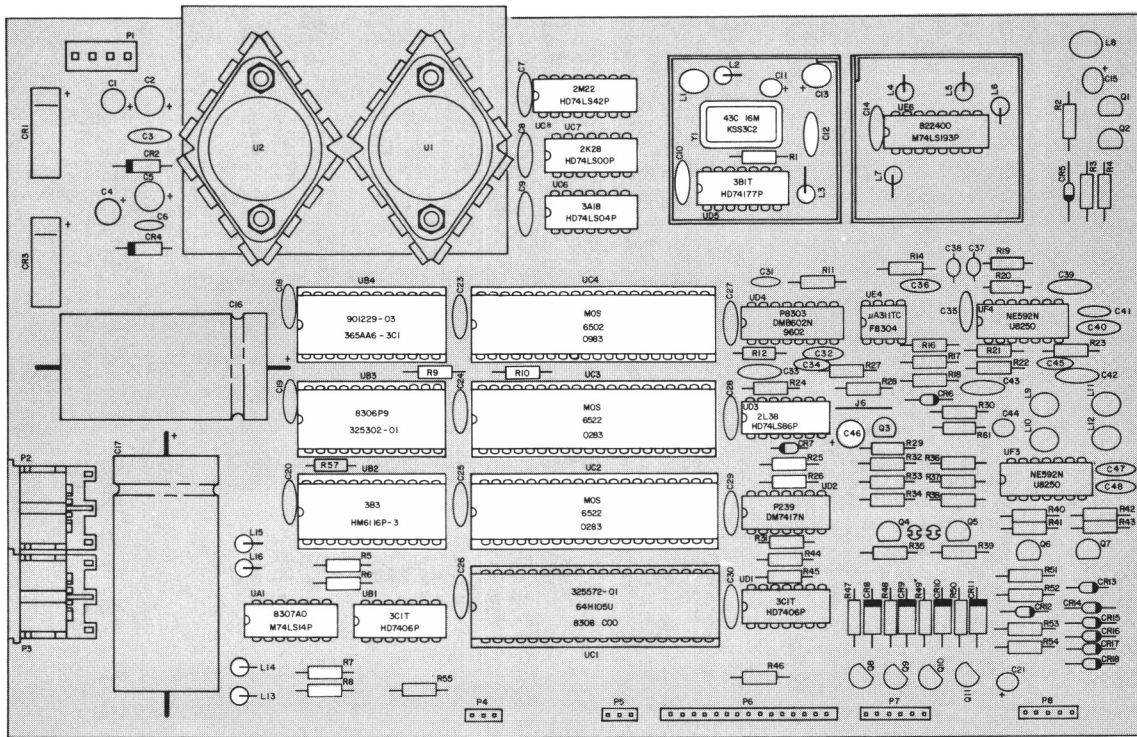 P1
C1
C2
CR1
C3
CR2
C4
C5
C6
CR3
CR4
U2
U1
C7
2M22
HD74LS42P
UC8
C8
UC7
2K28
HD74LS00P
C9
UC6
3A18
HD74LS04P
L1
L2
C11
C13
Y1
43C 16M
KSS3C2
C12
R1
C10
3B1T
HD74177P
UD5
L3
L4
L5
L6
C14
UE6
822400
M74LS193P
L7
L8
C15
R2
Q1
Q2
CR5
R3
R4
C16
C18
UB4
901229-03
365AA6-3C1
C23
UC4
MOS
6502
0983
C27
C31
R11
UD4
P8303
DM8602N
9602
R14
C36
UE4
µA311TC
F8304
C38
C37
R19
R20
C39
C35
UF4
NE592N
U8250
C41
C40
R9
R10
R12
C32
C33
C34
R27
R16
R17
R18
R21
R22
C45
R23
C42
C43
C19
UB3
8306P9
325302-01
C24
UC3
MOS
6522
0283
C28
R24
R28
CR6
UD3
2L38
HD74LS86P
J6
C46
Q3
R30
R61
C44
L9
L10
L11
L12
CR7
R25
R26
R29
R32
R33
R34
R36
R37
R38
UF3
NE592N
U8250
C47
C48
C17
P2
P3
R57
C20
UB2
3B3
HM6116P-3
C25
UC2
MOS
6522
0283
C29
UD2
P239
DM7417N
R31
R44
R45
Q4
Q5
R35
R39
R40
R41
R42
R43
Q6
Q7
L15
L16
R5
R6
UA1
8307A0
M74LS14P
UB1
3C1T
HD7406P
C26
325572-01
64H105U
8308 C00
UC1
C30
UD1
3C1T
HD7406P
R47
CR8
R48
CR9
R49
CR10
R50
CR11
R51
R52
CR12
R53
R54
CR13
CR14
CR15
CR16
CR17
CR18
L14
L13
R7
R8
R55
R46
Q8
Q9
Q10
Q11
C21
P4
P5
P6
P7
P8